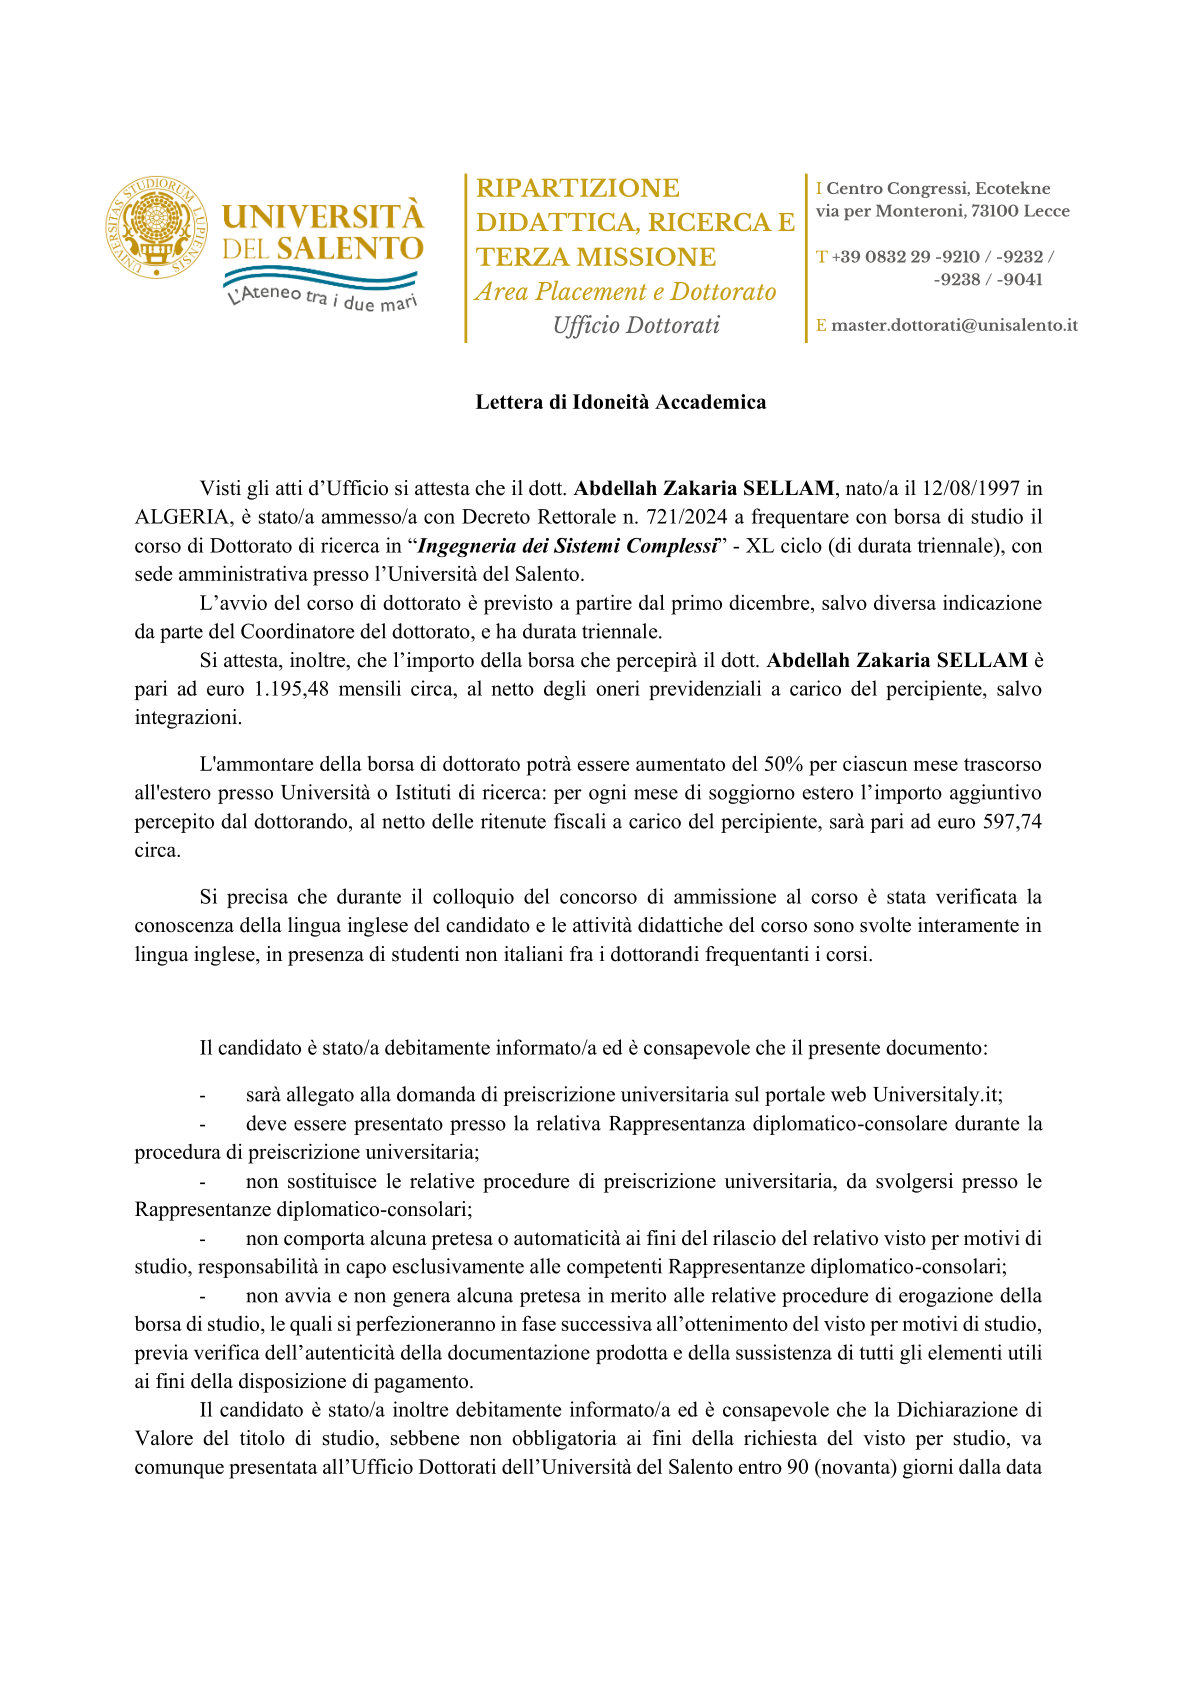 STUDIORUM
UNIVERSITAS
LUPIENSIS
UNIVERSITÀ
DEL SALENTO
L'Ateneo tra i due mari
RIPARTIZIONE
DIDATTICA, RICERCA E
TERZA MISSIONE
Area Placement e Dottorato
Ufficio Dottorati
I Centro Congressi, Ecotekne
via per Monteroni, 73100 Lecce
T +39 0832 29 -9210 / -9232 /
-9238 / -9041
E master.dottorati@unisalento.it
Lettera di Idoneità Accademica
Visti gli atti d’Ufficio si attesta che il dott. Abdellah Zakaria SELLAM, nato/a il 12/08/1997 in
ALGERIA, è stato/a ammesso/a con Decreto Rettorale n. 721/2024 a frequentare con borsa di studio il
corso di Dottorato di ricerca in “Ingegneria dei Sistemi Complessi” - XL ciclo (di durata triennale), con
sede amministrativa presso l’Università del Salento.
L’avvio del corso di dottorato è previsto a partire dal primo dicembre, salvo diversa indicazione
da parte del Coordinatore del dottorato, e ha durata triennale.
Si attesta, inoltre, che l’importo della borsa che percepirà il dott. Abdellah Zakaria SELLAM è
pari ad euro 1.195,48 mensili circa, al netto degli oneri previdenziali a carico del percipiente, salvo
integrazioni.
L'ammontare della borsa di dottorato potrà essere aumentato del 50% per ciascun mese trascorso
all'estero presso Università o Istituti di ricerca: per ogni mese di soggiorno estero l’importo aggiuntivo
percepito dal dottorando, al netto delle ritenute fiscali a carico del percipiente, sarà pari ad euro 597,74
circa.
Si precisa che durante il colloquio del concorso di ammissione al corso è stata verificata la
conoscenza della lingua inglese del candidato e le attività didattiche del corso sono svolte interamente in
lingua inglese, in presenza di studenti non italiani fra i dottorandi frequentanti i corsi.
Il candidato è stato/a debitamente informato/a ed è consapevole che il presente documento:
- sarà allegato alla domanda di preiscrizione universitaria sul portale web Universitaly.it;
- deve essere presentato presso la relativa Rappresentanza diplomatico-consolare durante la
procedura di preiscrizione universitaria;
- non sostituisce le relative procedure di preiscrizione universitaria, da svolgersi presso le
Rappresentanze diplomatico-consolari;
- non comporta alcuna pretesa o automaticità ai fini del rilascio del relativo visto per motivi di
studio, responsabilità in capo esclusivamente alle competenti Rappresentanze diplomatico-consolari;
- non avvia e non genera alcuna pretesa in merito alle relative procedure di erogazione della
borsa di studio, le quali si perfezioneranno in fase successiva all’ottenimento del visto per motivi di studio,
previa verifica dell’autenticità della documentazione prodotta e della sussistenza di tutti gli elementi utili
ai fini della disposizione di pagamento.
Il candidato è stato/a inoltre debitamente informato/a ed è consapevole che la Dichiarazione di
Valore del titolo di studio, sebbene non obbligatoria ai fini della richiesta del visto per studio, va
comunque presentata all’Ufficio Dottorati dell’Università del Salento entro 90 (novanta) giorni dalla data